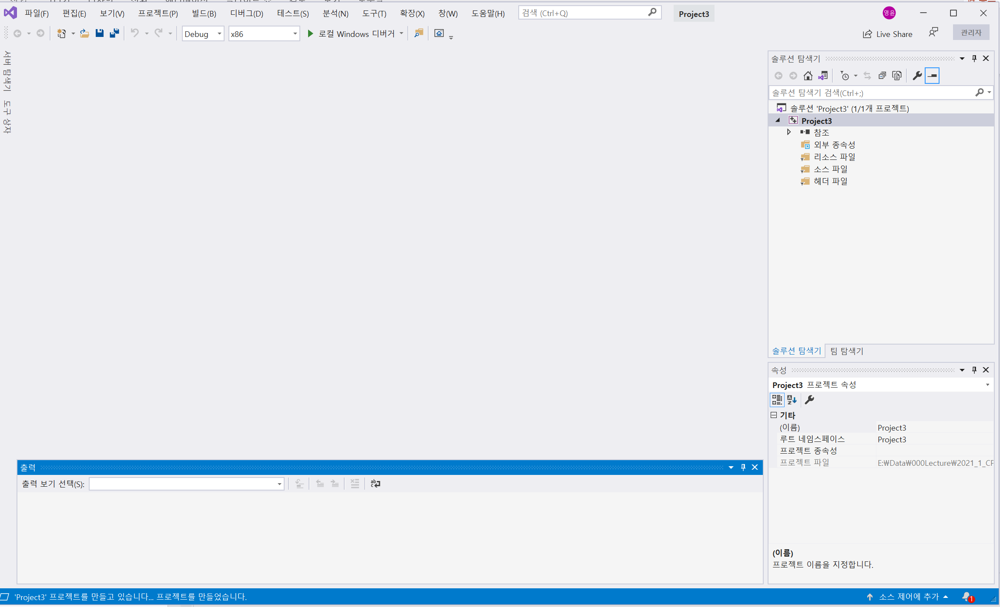 파일(F) 편집(E) 보기(V) 프로젝트(P) 빌드(B) 디버그(D) 테스트(S) 분석(N) 도구(T) 확장(X) 창(W) 도움말(H) 검색 (Ctrl+Q) Project3 영윤
Debug x86 로컬 Windows 디버거 Live Share 관리자
서버 탐색기
도구 상자
솔루션 탐색기
솔루션 탐색기 검색(Ctrl+;)
솔루션 'Project3' (1/1개 프로젝트)
Project3
참조
외부 종속성
리소스 파일
소스 파일
헤더 파일
솔루션 탐색기 팀 탐색기
속성
Project3 프로젝트 속성
기타
(이름) Project3
루트 네임스페이스 Project3
프로젝트 종속성
프로젝트 파일 E:₩Data₩000Lecture₩2021_1_CF
(이름)
프로젝트 이름을 지정합니다.
출력
출력 보기 선택(S):
'Project3' 프로젝트를 만들고 있습니다... 프로젝트를 만들었습니다.
소스 제어에 추가 1